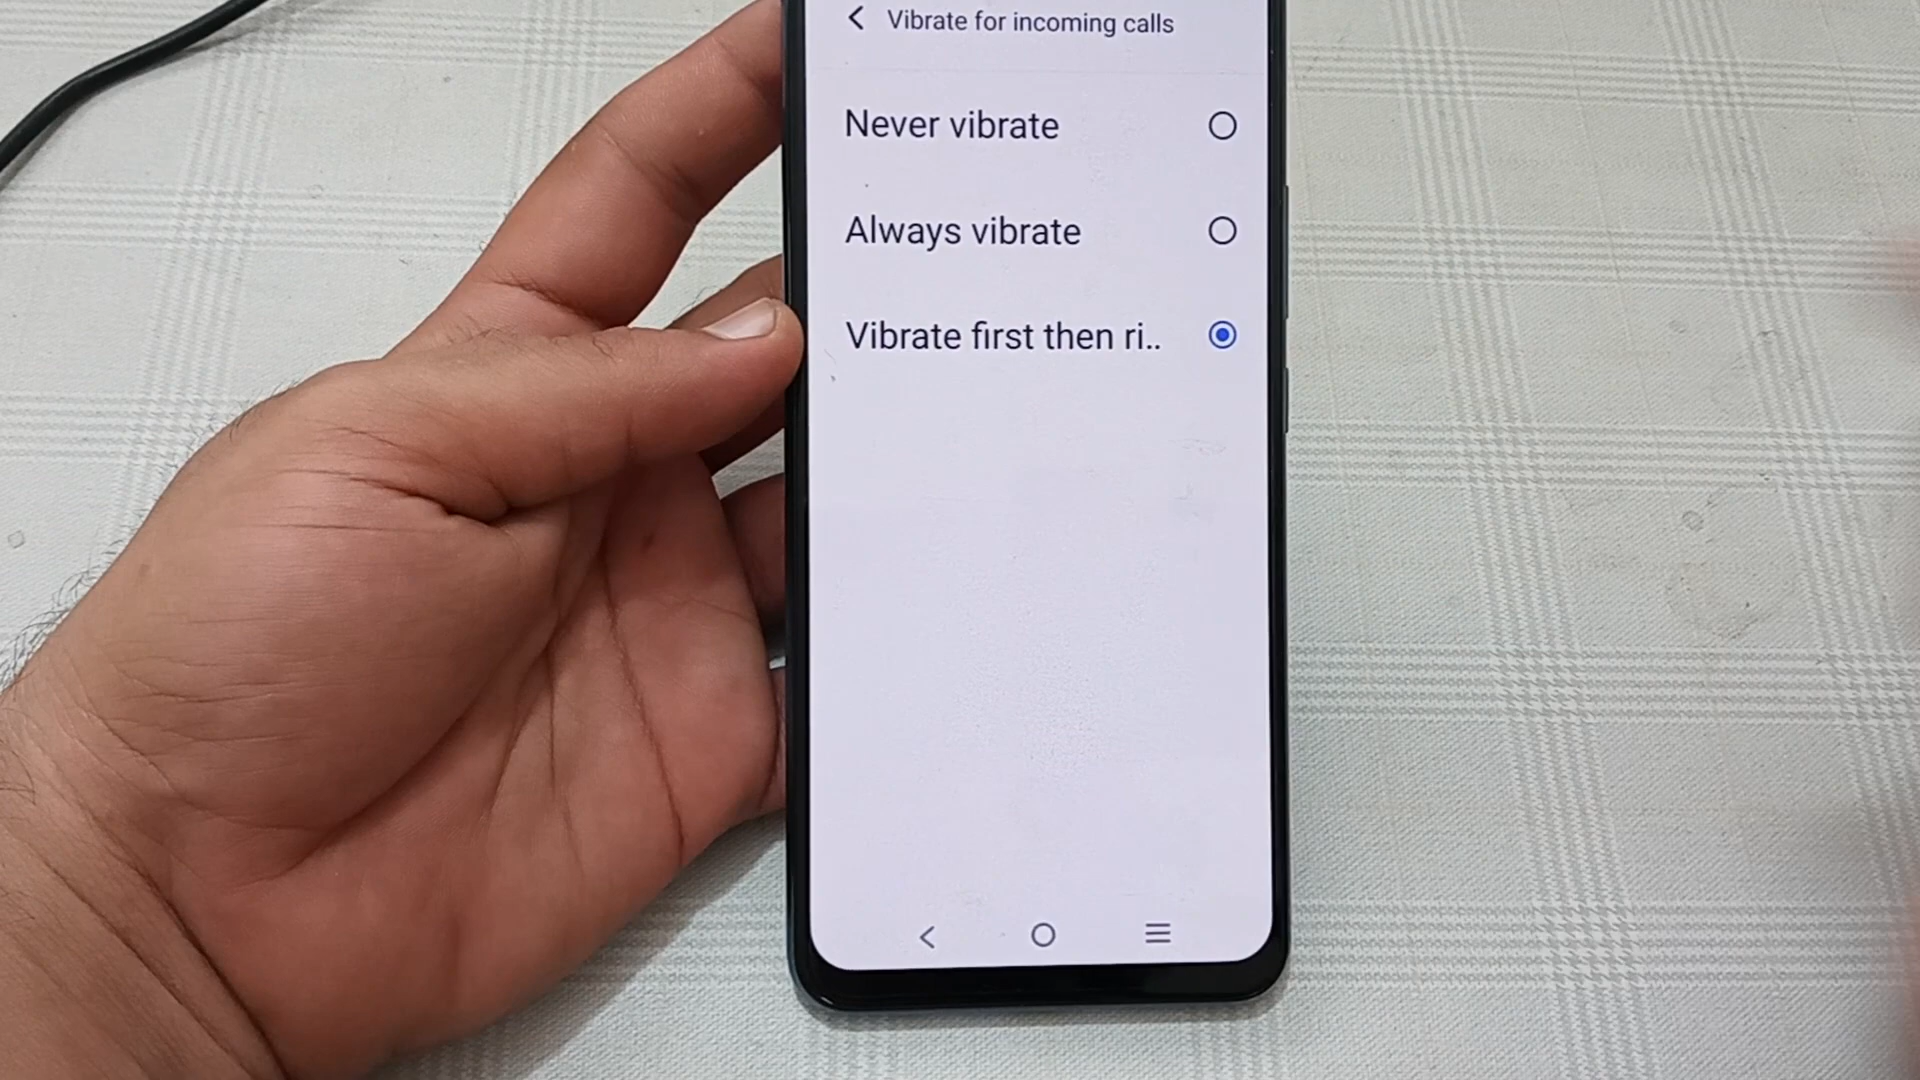 Vibrate for incoming calls
Never vibrate
Always vibrate
Vibrate first then ri..